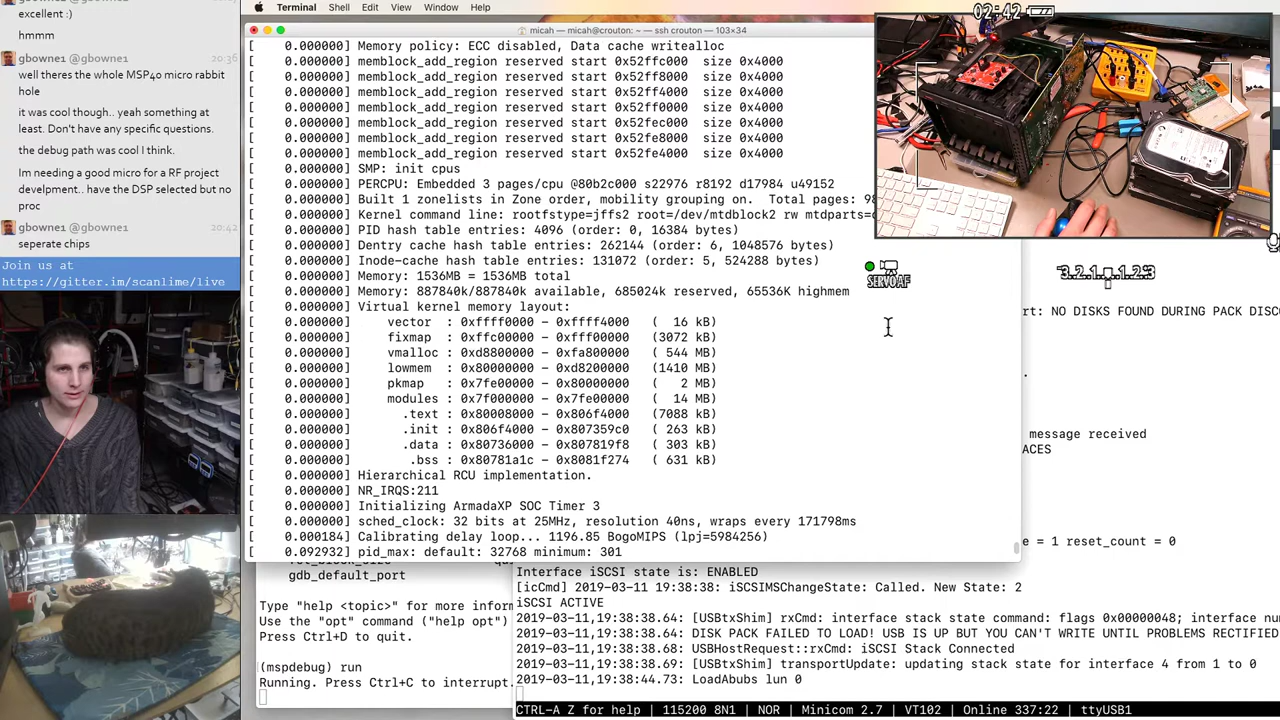 excellent :)
hmmm
gbowne1 @gbowne1 20:36
well theres the whole MSP40 micro rabbit
hole
it was cool though.. yeah something at
least. Don't have any specific questions.
the debug path was cool I think.
Im needing a good micro for a RF project
develpment.. have the DSP selected but no
proc
gbowne1 @gbowne1 20:42
seperate chips
Join us at
https://gitter.im/scanlime/live
Terminal Shell Edit View Window Help
micah — micah@crouton: ~ — ssh crouton — 103×34
[ 0.000000] Memory policy: ECC disabled, Data cache writealloc
[ 0.000000] memblock_add_region reserved start 0x52ffc000 size 0x4000
[ 0.000000] memblock_add_region reserved start 0x52ff8000 size 0x4000
[ 0.000000] memblock_add_region reserved start 0x52ff4000 size 0x4000
[ 0.000000] memblock_add_region reserved start 0x52ff0000 size 0x4000
[ 0.000000] memblock_add_region reserved start 0x52fec000 size 0x4000
[ 0.000000] memblock_add_region reserved start 0x52fe8000 size 0x4000
[ 0.000000] memblock_add_region reserved start 0x52fe4000 size 0x4000
[ 0.000000] SMP: init cpus
[ 0.000000] PERCPU: Embedded 3 pages/cpu @80b2c000 s22976 r8192 d17984 u49152
[ 0.000000] Built 1 zonelists in Zone order, mobility grouping on. Total pages: 98
[ 0.000000] Kernel command line: rootfstype=jffs2 root=/dev/mtdblock2 rw mtdparts=
[ 0.000000] PID hash table entries: 4096 (order: 0, 16384 bytes)
[ 0.000000] Dentry cache hash table entries: 262144 (order: 6, 1048576 bytes)
[ 0.000000] Inode-cache hash table entries: 131072 (order: 5, 524288 bytes)
[ 0.000000] Memory: 1536MB = 1536MB total
[ 0.000000] Memory: 887840k/887840k available, 685024k reserved, 65536K highmem
[ 0.000000] Virtual kernel memory layout:
[ 0.000000] vector : 0xffff0000 - 0xffff4000 ( 16 kB)
[ 0.000000] fixmap : 0xffc00000 - 0xfff00000 (3072 kB)
[ 0.000000] vmalloc : 0xd8800000 - 0xfa800000 ( 544 MB)
[ 0.000000] lowmem : 0x80000000 - 0xd8200000 (1410 MB)
[ 0.000000] pkmap : 0x7fe00000 - 0x80000000 ( 2 MB)
[ 0.000000] modules : 0x7f000000 - 0x7fe00000 ( 14 MB)
[ 0.000000] .text : 0x80008000 - 0x806f4000 (7088 kB)
[ 0.000000] .init : 0x806f4000 - 0x807359c0 ( 263 kB)
[ 0.000000] .data : 0x80736000 - 0x807819f8 ( 303 kB)
[ 0.000000] .bss : 0x80781a1c - 0x8081f274 ( 631 kB)
[ 0.000000] Hierarchical RCU implementation.
[ 0.000000] NR_IRQS:211
[ 0.000000] Initializing ArmadaXP SOC Timer 3
[ 0.000000] sched_clock: 32 bits at 25MHz, resolution 40ns, wraps every 171798ms
[ 0.000184] Calibrating delay loop... 1196.85 BogoMIPS (lpj=5984256)
[ 0.092932] pid_max: default: 32768 minimum: 301
02:42
SERVOAF
3.2.1.0.1.2.3
rt: NO DISKS FOUND DURING PACK DISC
message received
ACES
e = 1 reset_count = 0
gdb_default_port
Type "help <topic>" for more inform
Use the "opt" command ("help opt")
Press Ctrl+D to quit.
(mspdebug) run
Running. Press Ctrl+C to interrupt.
Interface iSCSI state is: ENABLED
[icCmd] 2019-03-11 19:38:38: iSCSIMSChangeState: Called. New State: 2
iSCSI ACTIVE
2019-03-11,19:38:38.64: [USBtxShim] rxCmd: interface stack state command: flags 0x00000048; interface num
2019-03-11,19:38:38.64: DISK PACK FAILED TO LOAD! USB IS UP BUT YOU CAN'T WRITE UNTIL PROBLEMS RECTIFIED
2019-03-11,19:38:38.68: USBHostRequest::rxCmd: iSCSI Stack Connected
2019-03-11,19:38:38.69: [USBtxShim] transportUpdate: updating stack state for interface 4 from 1 to 0
2019-03-11,19:38:44.73: LoadAbubs lun 0
CTRL-A Z for help | 115200 8N1 | NOR | Minicom 2.7 | VT102 | Online 337:22 | ttyUSB1